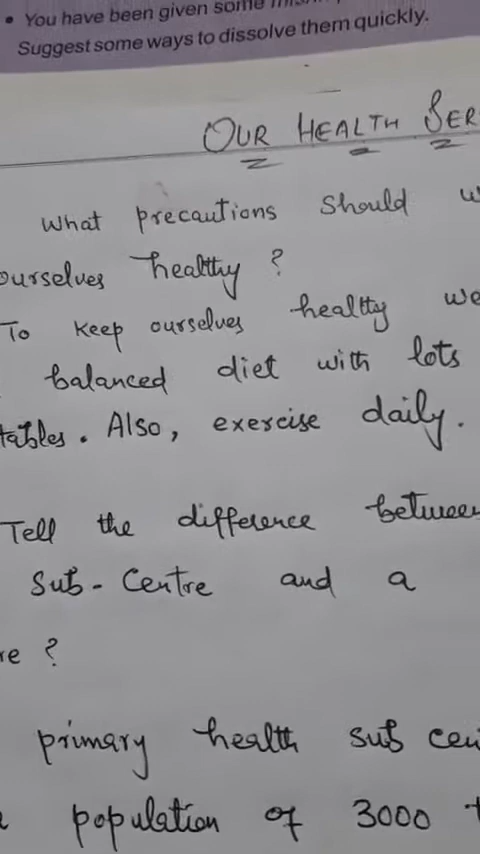 • You have been given some
Suggest some ways to dissolve them quickly.
OUR HEALTH SER
What precautions should w
ourselves healthy ?
To keep ourselves healthy we
balanced diet with lots
tables. Also, exercise daily.
Tell the difference between
Sub-Centre and a
re ?
primary health sub cen
population of 3000 t